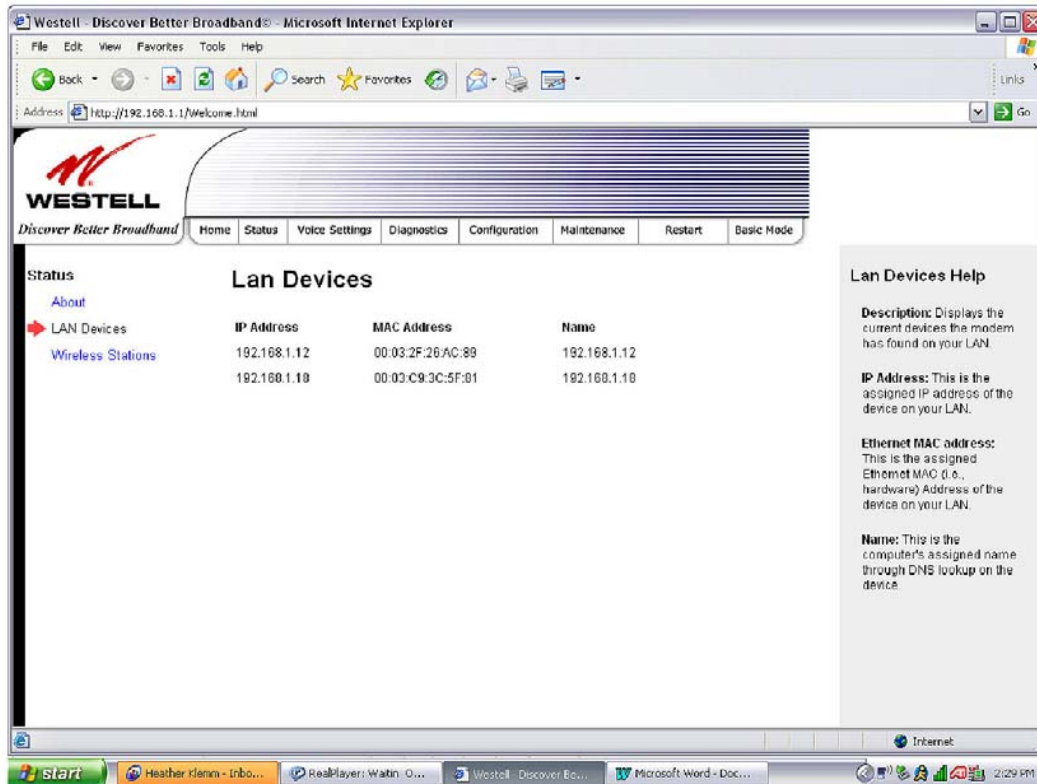 Westell - Discover Better Broadband© - Microsoft Internet Explorer
File Edit View Favorites Tools Help
Back Search Favorites Links
Address http://192.168.1.1/Welcome.html Go
WESTELL
Discover Better Broadband
Home Status Voice Settings Diagnostics Configuration Maintenance Restart Basic Mode
Status
About
LAN Devices
Wireless Stations
Lan Devices
IP Address MAC Address Name
192.168.1.12 00:03:2F:26:AC:89 192.168.1.12
192.168.1.18 00:03:C9:3C:5F:81 192.168.1.18
Lan Devices Help
Description: Displays the
current devices the modem
has found on your LAN.
IP Address: This is the
assigned IP address of the
device on your LAN.
Ethernet MAC address:
This is the assigned
Ethernet MAC (i.e.,
hardware) Address of the
device on your LAN.
Name: This is the
computer's assigned name
through DNS lookup on the
device.
Internet
start Heather Klemm - Inbo... RealPlayer: Waitin O... Westell - Discover Be... Microsoft Word - Doc... 2:29 PM